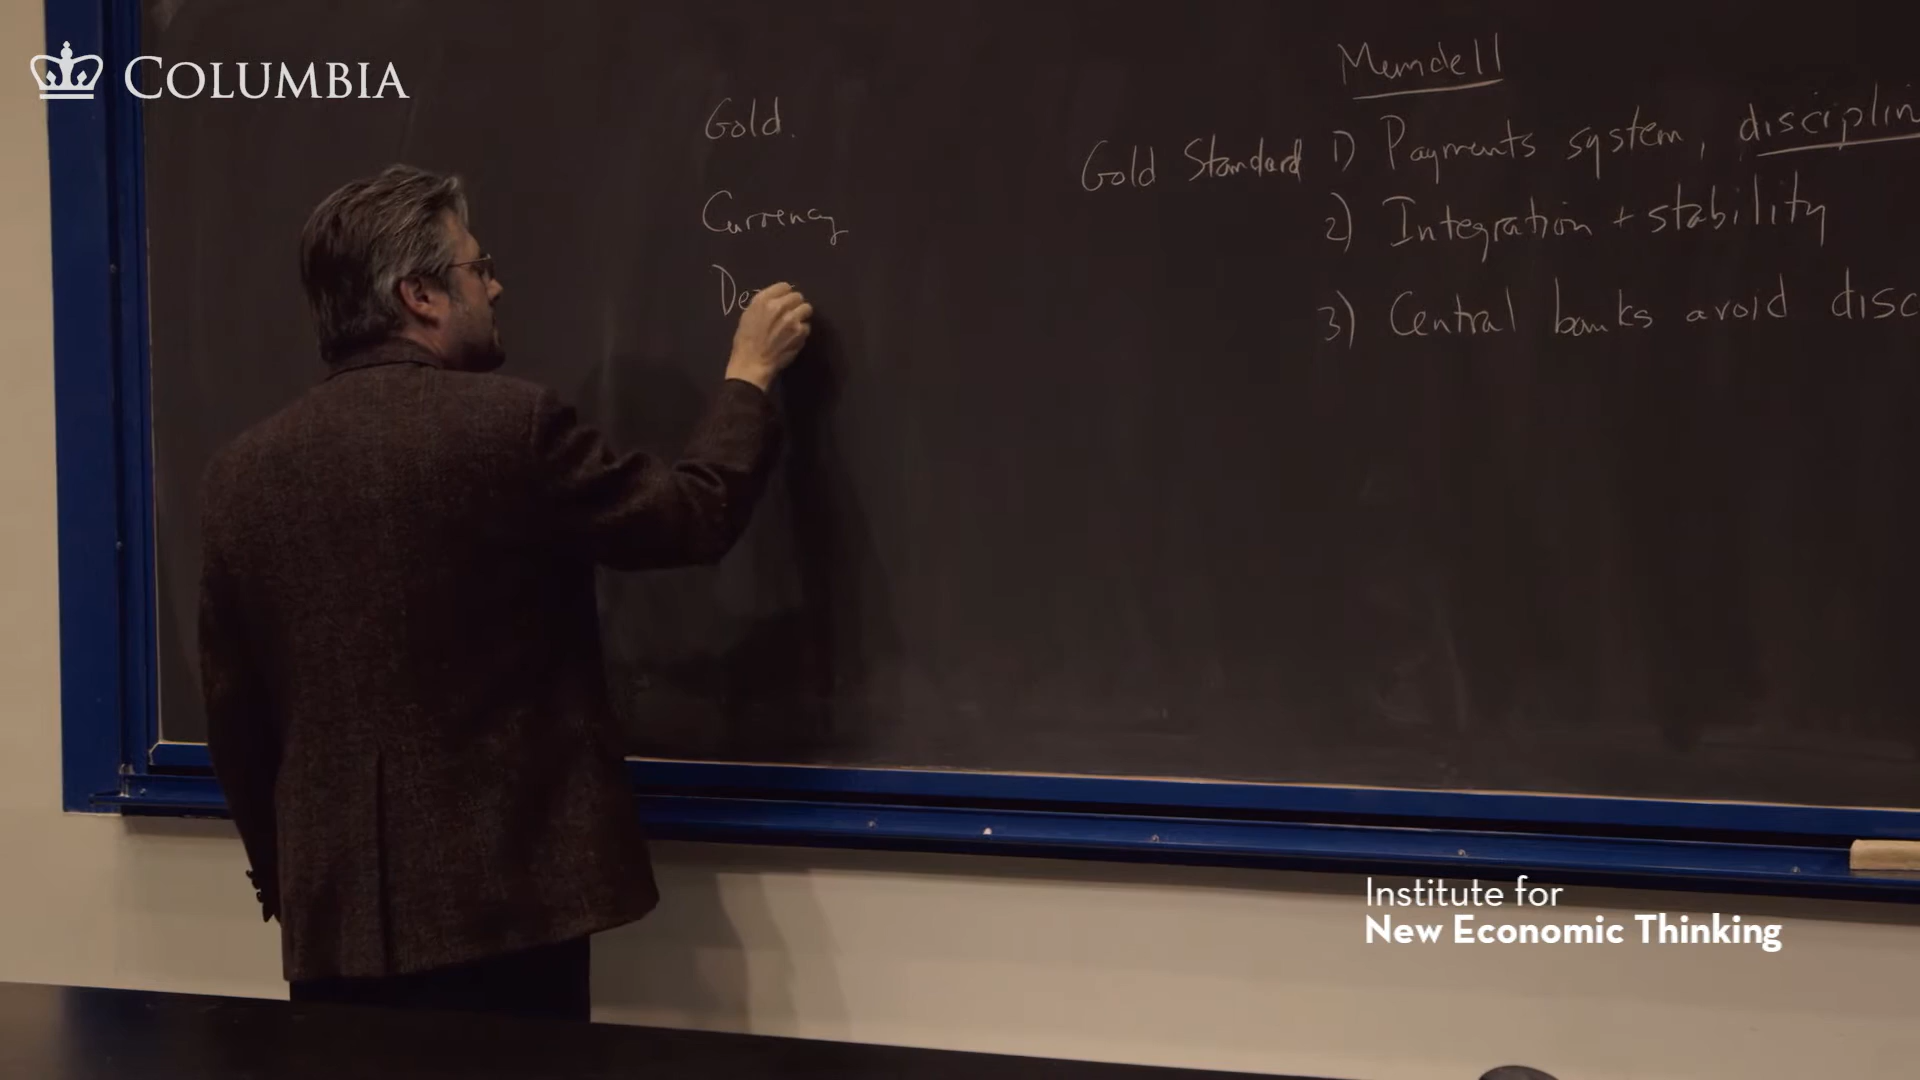 COLUMBIA
Gold.
Currency
De
Mundell
Gold Standard 1) Payments system, disciplin
2) Integration + stability
3) Central banks avoid disc
Institute for
New Economic Thinking